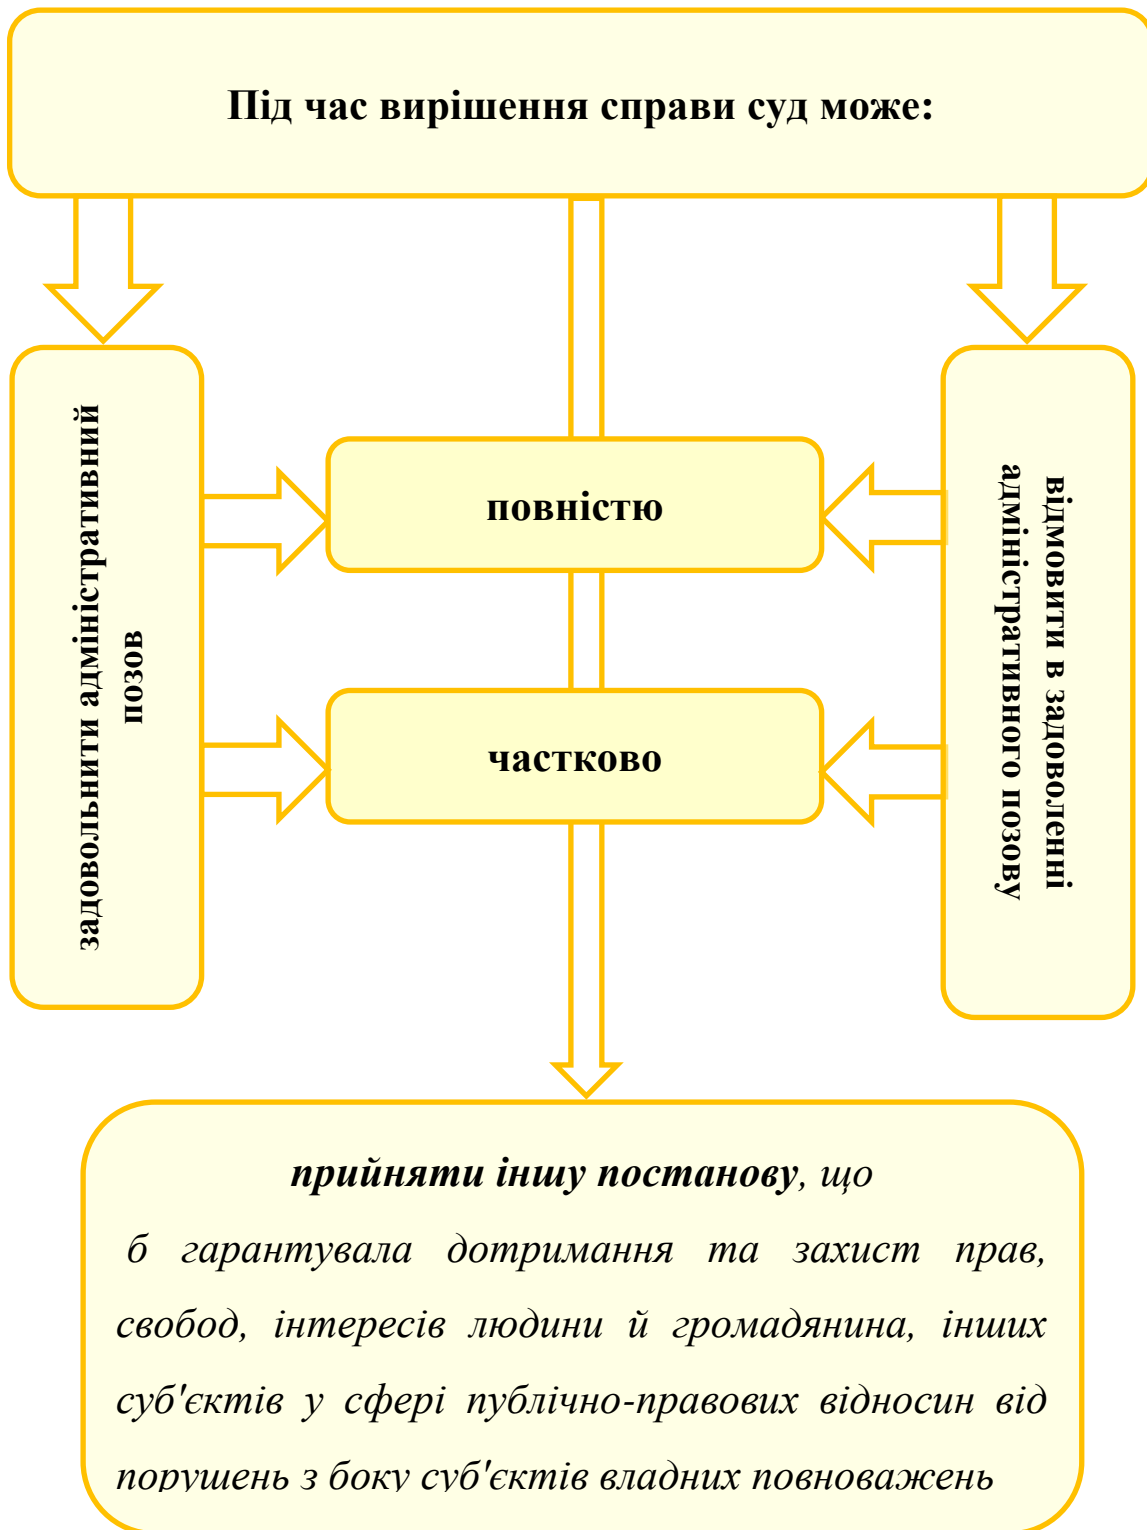 Під час вирішення справи суд може:
задовольнити адміністративний
позов
повністю
частково
відмовити в задоволенні
адміністративного позову
прийняти іншу постанову, що
б гарантувала дотримання та захист прав,
свобод, інтересів людини й громадянина, інших
суб'єктів у сфері публічно-правових відносин від
порушень з боку суб'єктів владних повноважень